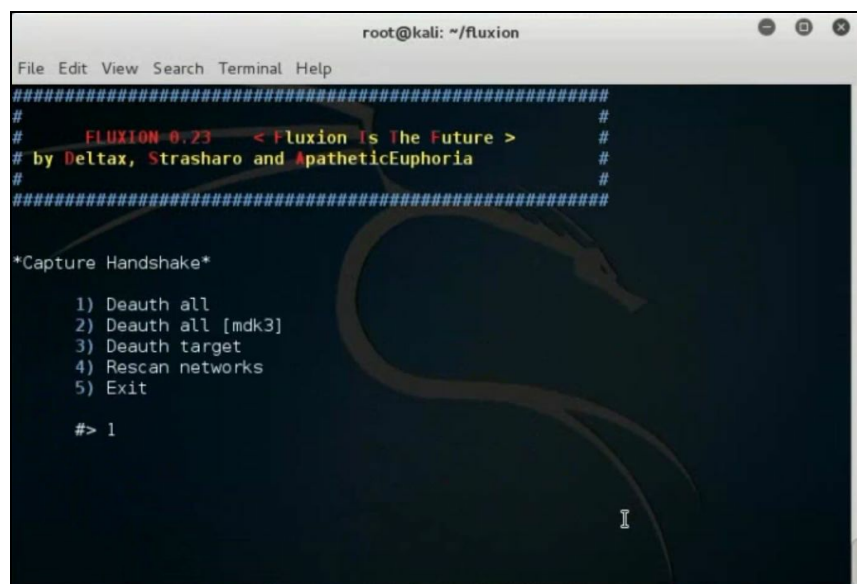 root@kali: ~/fluxion
File Edit View Search Terminal Help
#########################################################
# #
# FLUXION 0.23 < Fluxion Is The Future > #
# by Deltax, Strasharo and ApatheticEuphoria #
# #
#########################################################
*Capture Handshake*
1) Deauth all
2) Deauth all [mdk3]
3) Deauth target
4) Rescan networks
5) Exit
#> 1